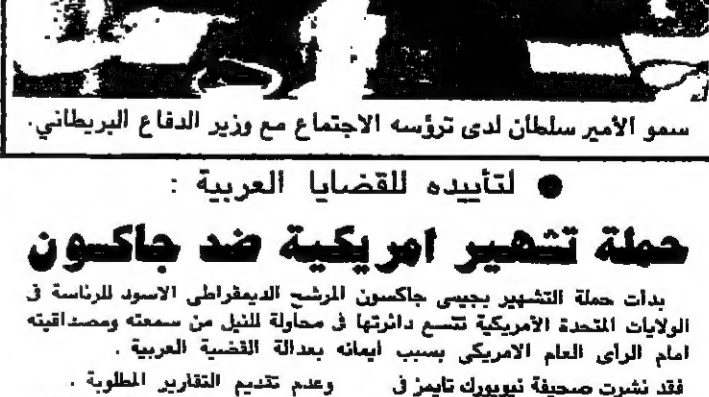 سمو الأمير سلطان لدى ترؤسه الاجتماع مع وزير الدفاع البريطاني.
● لتأييده للقضايا العربية :
حملة تشهير امريكية ضد جاكسون
بدأت حملة التشهير بجيسى جاكسون المرشح الديمقراطى الاسود للرئاسة فى
الولايات المتحدة الأمريكية تتسع دائرتها فى محاولة للنيل من سمعته ومصداقيته
امام الرأى العام الامريكى بسبب ايمانه بعدالة القضية العربية .
فقد نشرت صحيفة نيويورك تايمز فى
وعدم تقديم التقارير المطلوبة .